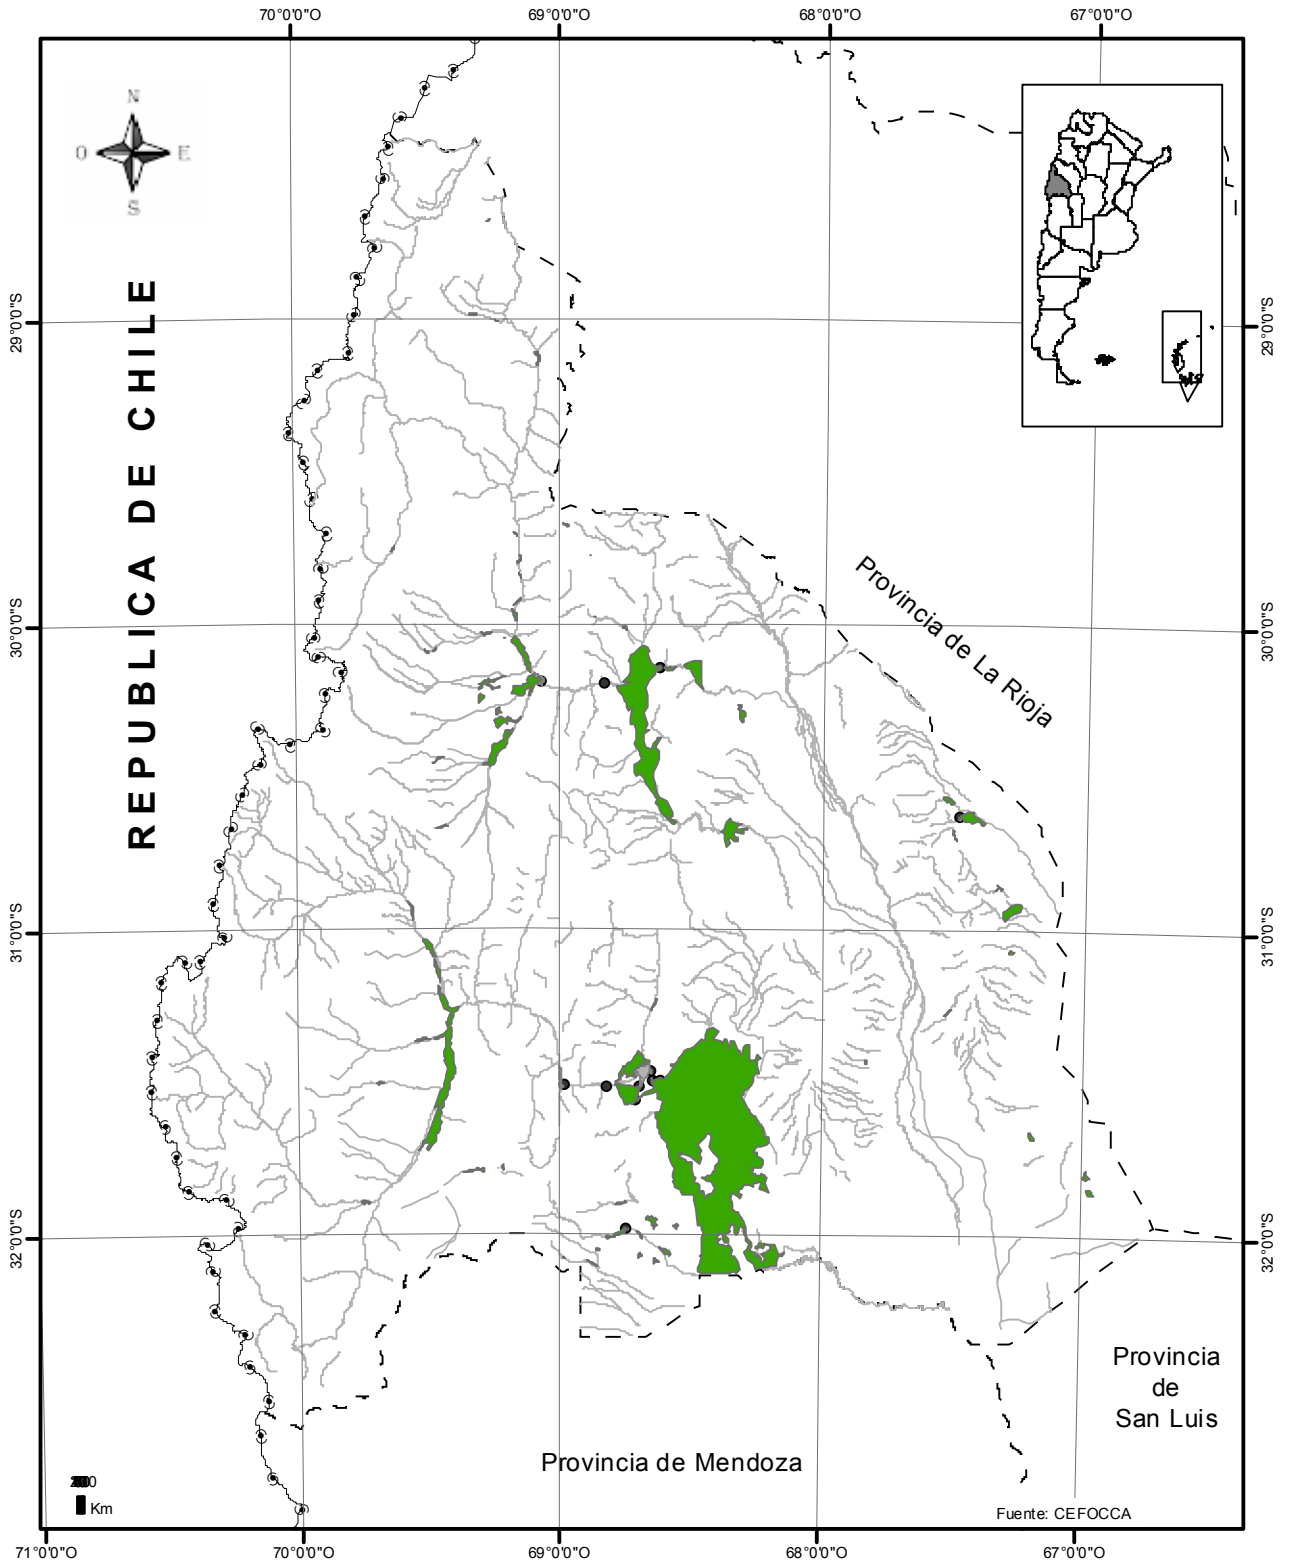 70°0'0"O 69°0'0"O 68°0'0"O 67°0'0"O
N
O E
S
REPUBLICA DE CHILE
29°0'0"S 29°0'0"S
Provincia de La Rioja
30°0'0"S 30°0'0"S
31°0'0"S 31°0'0"S
32°0'0"S 32°0'0"S
Provincia
de
San Luis
Provincia de Mendoza
Km
Fuente: CEFOCCA
71°0'0"O 70°0'0"O 69°0'0"O 68°0'0"O 67°0'0"O